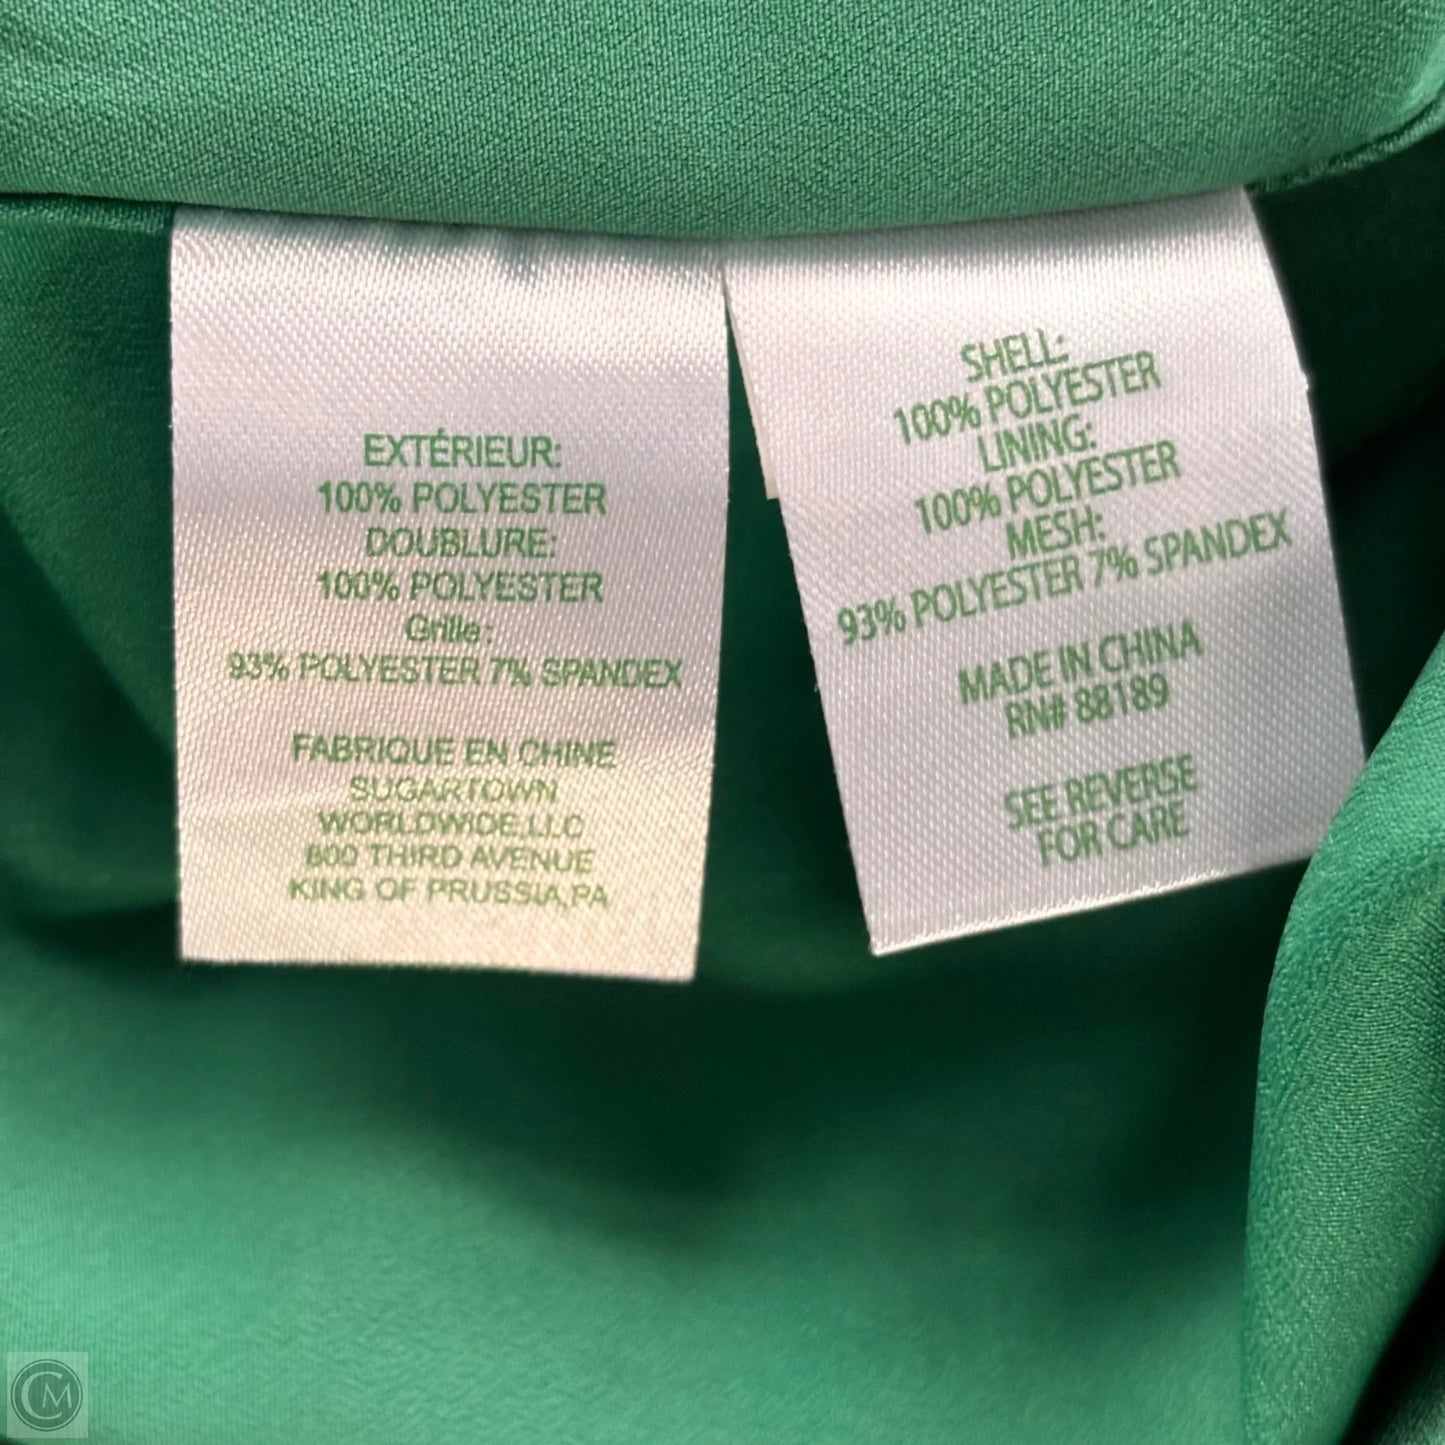 EXTÉRIEUR:
100% POLYESTER
DOUBLURE:
100% POLYESTER
Grille:
93% POLYESTER 7% SPANDEX
FABRIQUE EN CHINE
SUGARTOWN
WORLDWIDE,LLC
800 THIRD AVENUE
KING OF PRUSSIA,PA
SHELL:
100% POLYESTER
LINING:
100% POLYESTER
MESH:
93% POLYESTER 7% SPANDEX
MADE IN CHINA
RN# 88189
SEE REVERSE
FOR CARE
CM